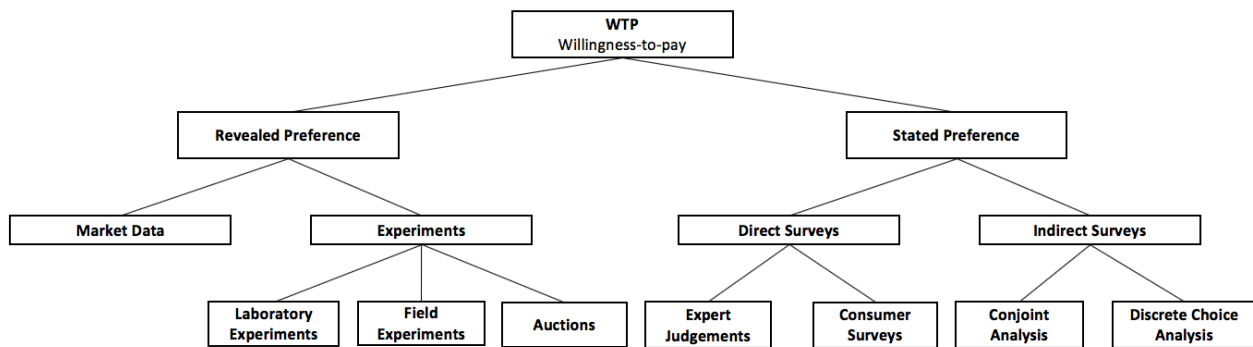 WTP
Willingness-to-pay
Revealed Preference
Stated Preference
Market Data
Experiments
Direct Surveys
Indirect Surveys
Laboratory
Experiments
Field
Experiments
Auctions
Expert
Judgements
Consumer
Surveys
Conjoint
Analysis
Discrete Choice
Analysis